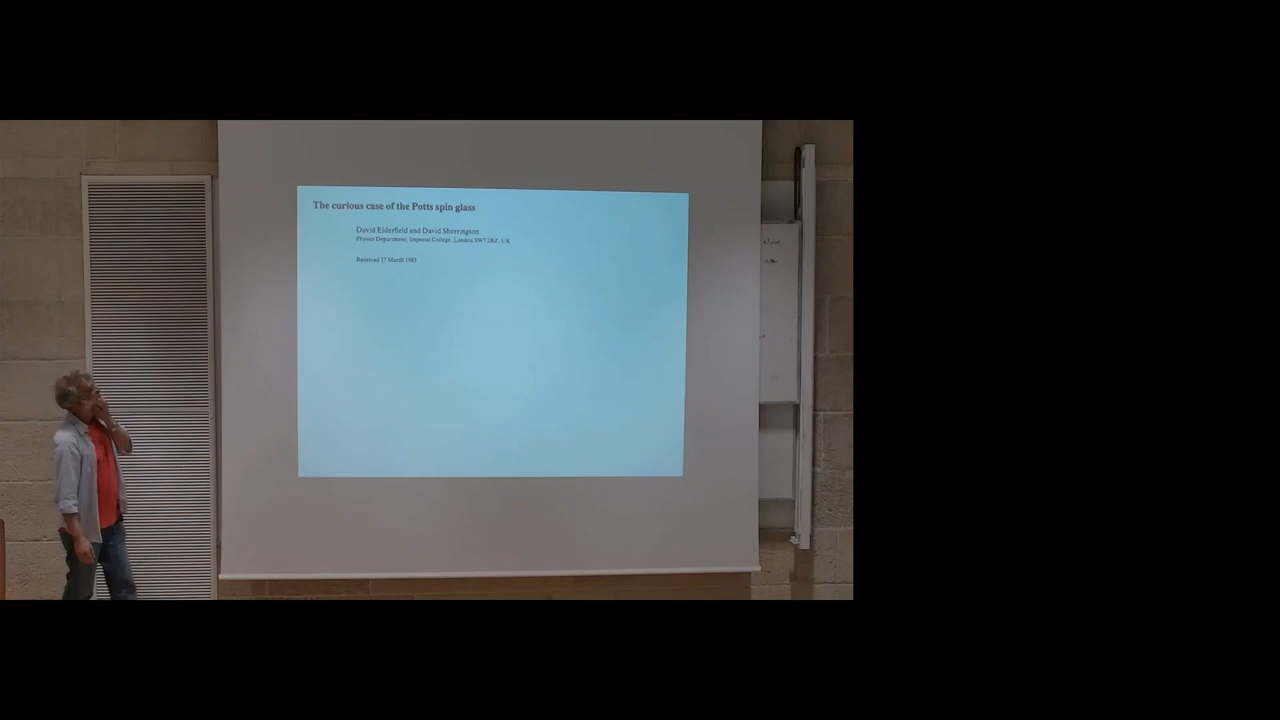 The curious case of the Potts spin glass
David Elderfield and David Sherrington
Physics Department, Imperial College, London SW7 2BZ, UK
Received 17 March 1983